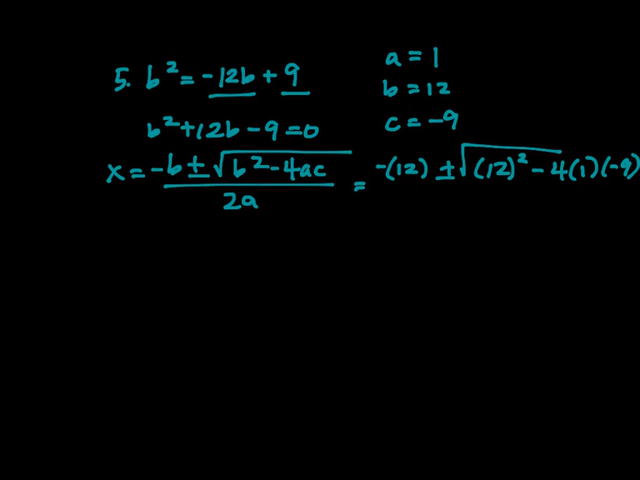 5. b² = -12b + 9
b² + 12b - 9 = 0
a = 1
b = 12
c = -9
x = -b ± √(b² - 4ac) / 2a = -(12) ± √(12)² - 4(1)(-9)